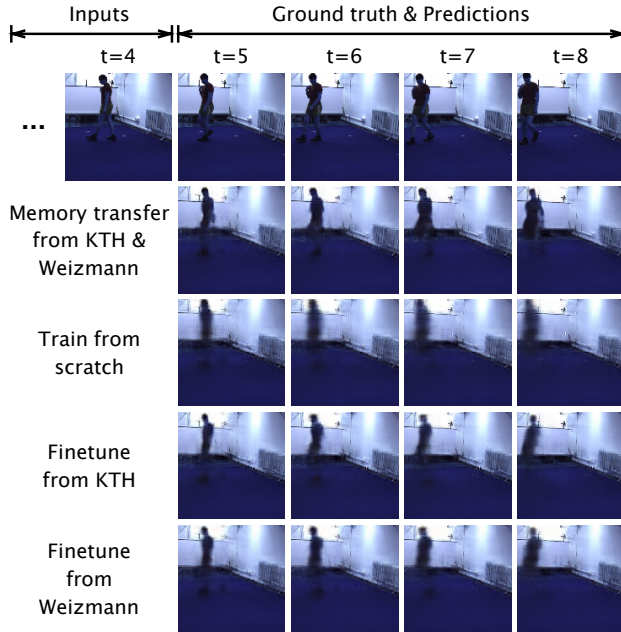 Inputs
Ground truth & Predictions
t=4
t=5
t=6
t=7
t=8
...
Memory transfer
from KTH &
Weizmann
Train from
scratch
Finetune
from KTH
Finetune
from
Weizmann